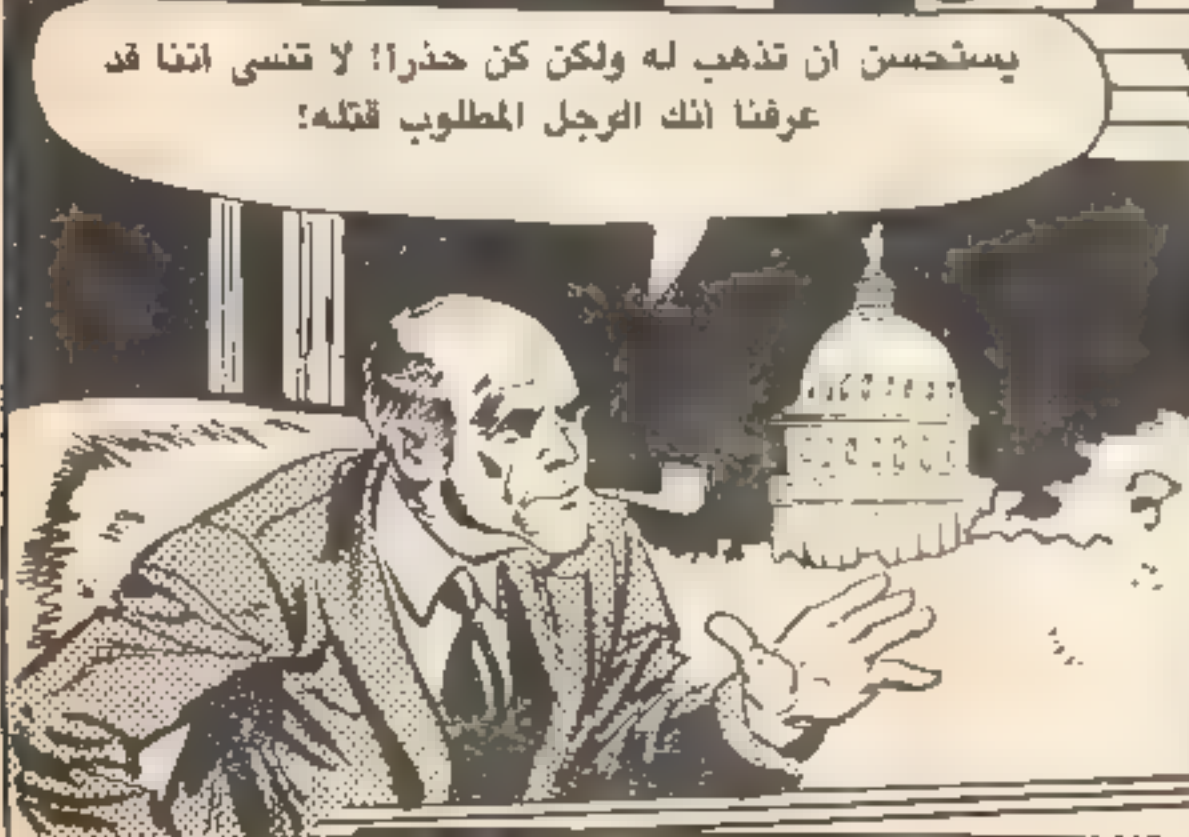 يستحسن ان تذهب له ولكن كن حذرا! لا تنسى اننا قد
عرفنا انك الرجل المطلوب قتله!